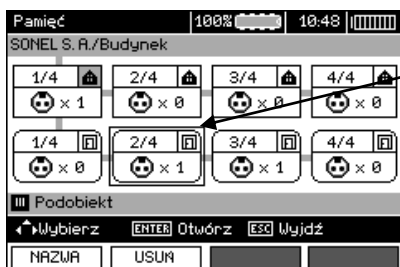 Pamięć 100% 10:48
SONEL S. A./Budynek
1/4 2/4 3/4 4/4
× 1 × 0 × 0 × 0
1/4 2/4 3/4 4/4
× 0 × 1 × 1 × 0
Podobiekt
Wybierz ENTER Otwórz ESC Wyjdź
NAZWA USUŃ